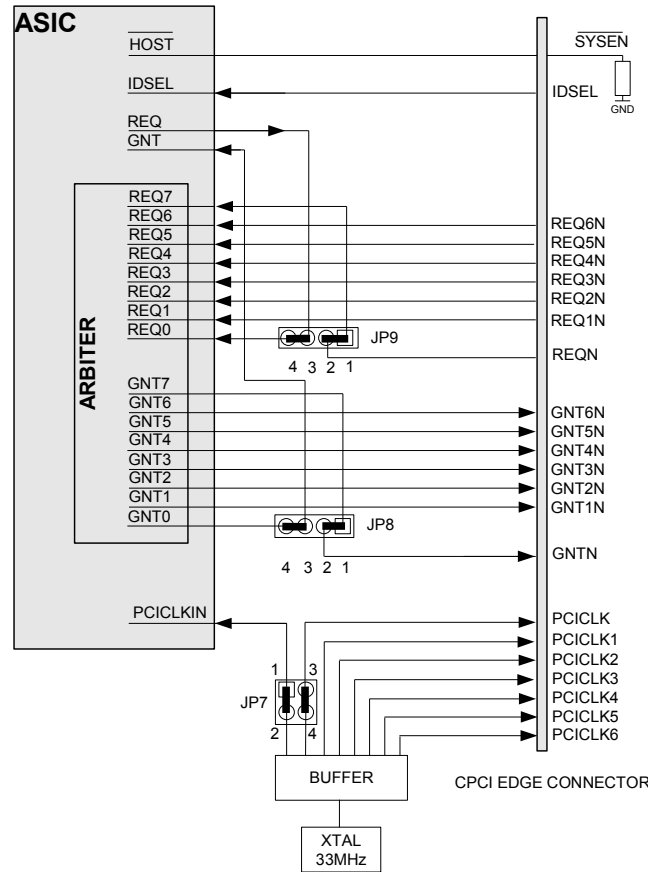 ASIC
HOST
SYSEN
IDSEL
IDSEL
GND
REQ
GNT
ARBITER
REQ7
REQ6
REQ5
REQ4
REQ3
REQ2
REQ1
REQ0
REQ6N
REQ5N
REQ4N
REQ3N
REQ2N
REQ1N
REQN
JP9
4 3 2 1
GNT7
GNT6
GNT5
GNT4
GNT3
GNT2
GNT1
GNT0
GNT6N
GNT5N
GNT4N
GNT3N
GNT2N
GNT1N
GNTN
JP8
4 3 2 1
PCICLKIN
PCICLK
PCICLK1
PCICLK2
PCICLK3
PCICLK4
PCICLK5
PCICLK6
1 3
JP7
2 4
BUFFER
CPCI EDGE CONNECTOR
XTAL
33MHz